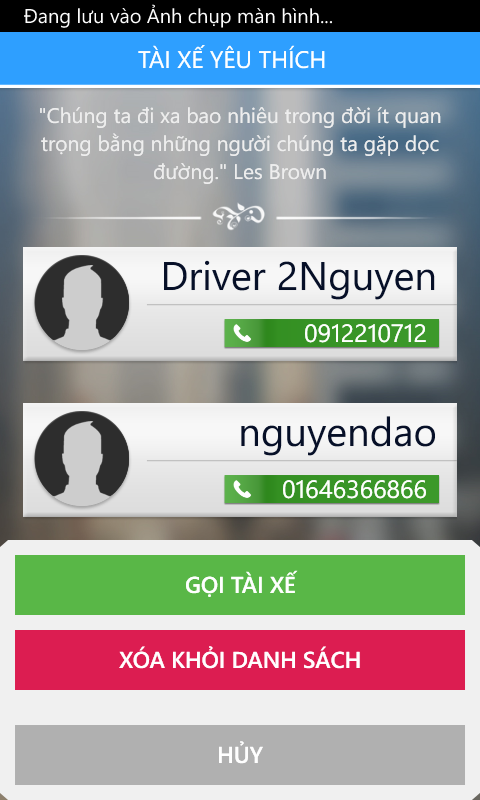 Đang lưu vào Ảnh chụp màn hình...
TÀI XẾ YÊU THÍCH
"Chúng ta đi xa bao nhiêu trong đời ít quan
trọng bằng những người chúng ta gặp dọc
đường." Les Brown
Driver 2Nguyen
0912210712
nguyendao
01646366866
GỌI TÀI XẾ
XÓA KHỎI DANH SÁCH
HỦY